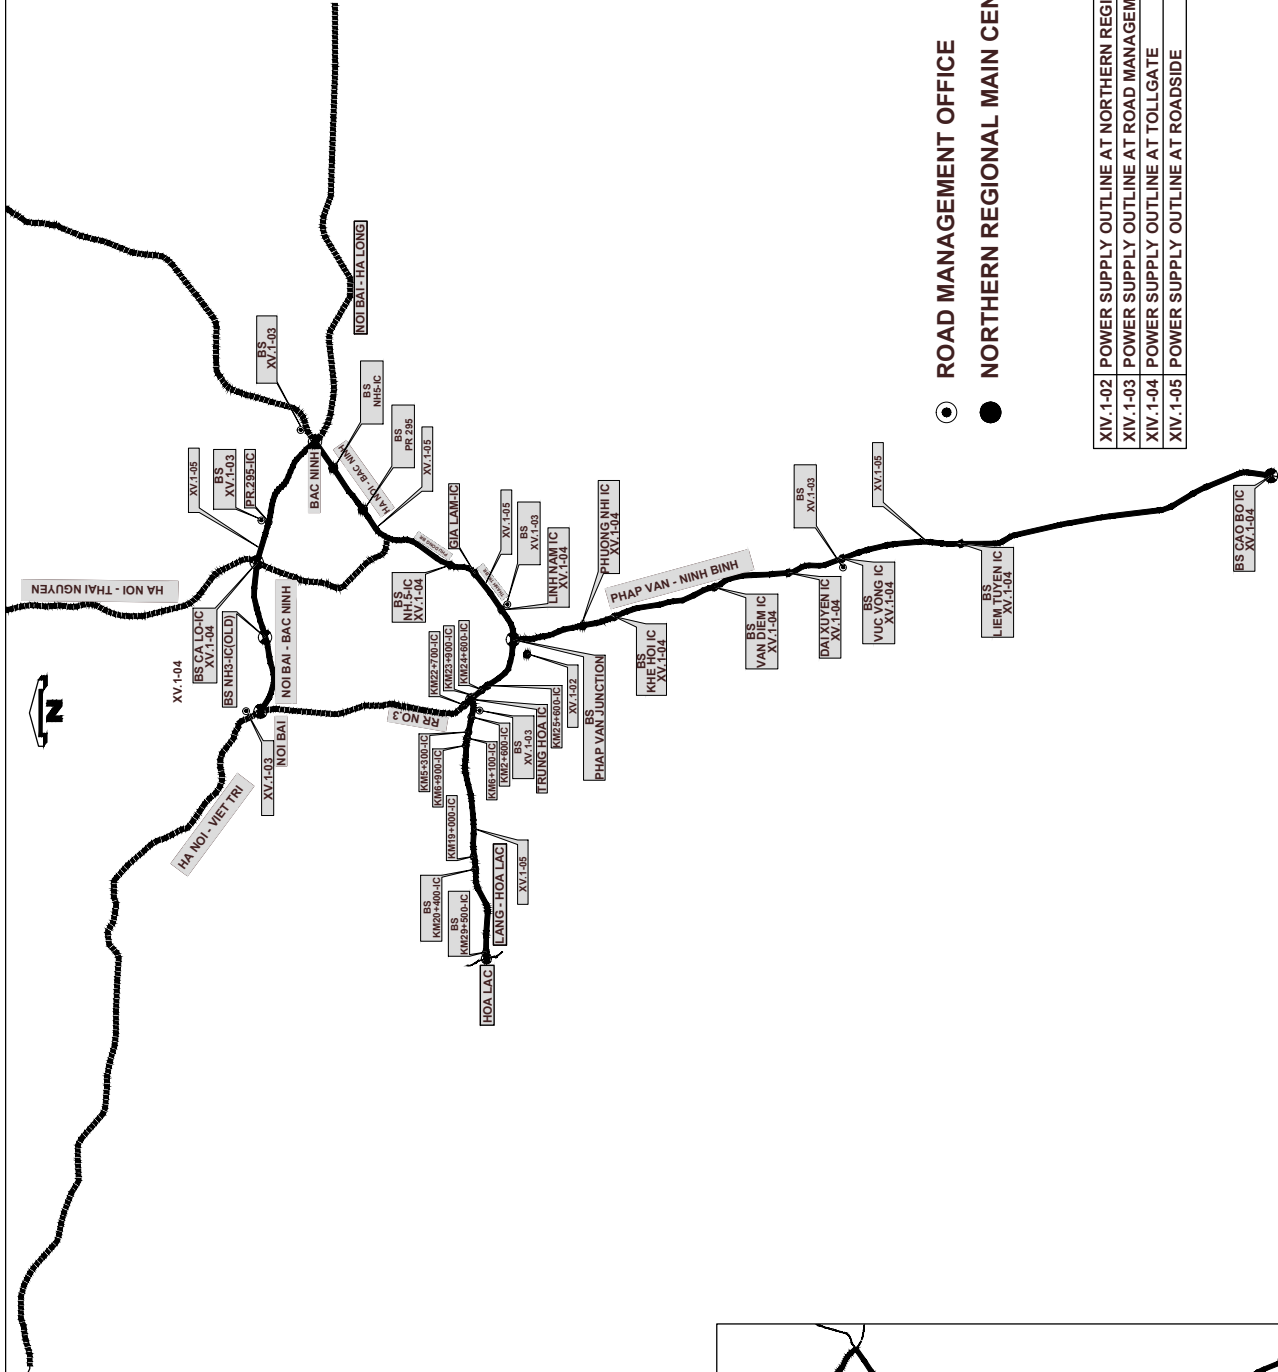 N
HA NOI - THAI NGUYEN
HA NOI - VIET TRI
NOI BAI - HA LONG
BS
XV.1-03
BS
NH5-IC
BS
PR 295
XV.1-05
HA NOI - BAC NINH
BAC NINH
XV.1-05
BS
XV.1-03
PR.295-IC
XV.1-04
BS CA LO-IC
XV.1-04
BS NH3-IC(OLD)
NOI BAI - BAC NINH
NOI BAI
XV.1-03
RR NO.3
GIA LAM-IC
BS
NH.5-IC
XV.1-04
XV.1-05
BS
XV.1-03
LINH NAM IC
XV.1-04
PHUONG NHI IC
XV.1-04
PHAP VAN - NINH BINH
KM22+700-IC
KM23+900-IC
KM24+600-IC
KM25+600-IC
TRUNG HOA IC
BS
XV.1-03
KM2+600-IC
KM6+100-IC
KM5+300-IC
KM6+900-IC
KM19+000-IC
XV.1-05
BS
KM20+400-IC
BS
KM29+500-IC
LANG - HOA LAC
HOA LAC
XV.1-02
BS
PHAP VAN JUNCTION
BS
KHE HOI IC
XV.1-04
BS
VAN DIEM IC
XV.1-04
DAI XUYEN IC
XV.1-04
BS
XV.1-03
BS
VUC VONG IC
XV.1-04
XV.1-05
BS
LIEM TUYEN IC
XV.1-04
BS CAO BO IC
XV.1-04
ROAD MANAGEMENT OFFICE
NORTHERN REGIONAL MAIN CEN
XIV.1-02 POWER SUPPLY OUTLINE AT NORTHERN REGI
XIV.1-03 POWER SUPPLY OUTLINE AT ROAD MANAGEM
XIV.1-04 POWER SUPPLY OUTLINE AT TOLLGATE
XIV.1-05 POWER SUPPLY OUTLINE AT ROADSIDE